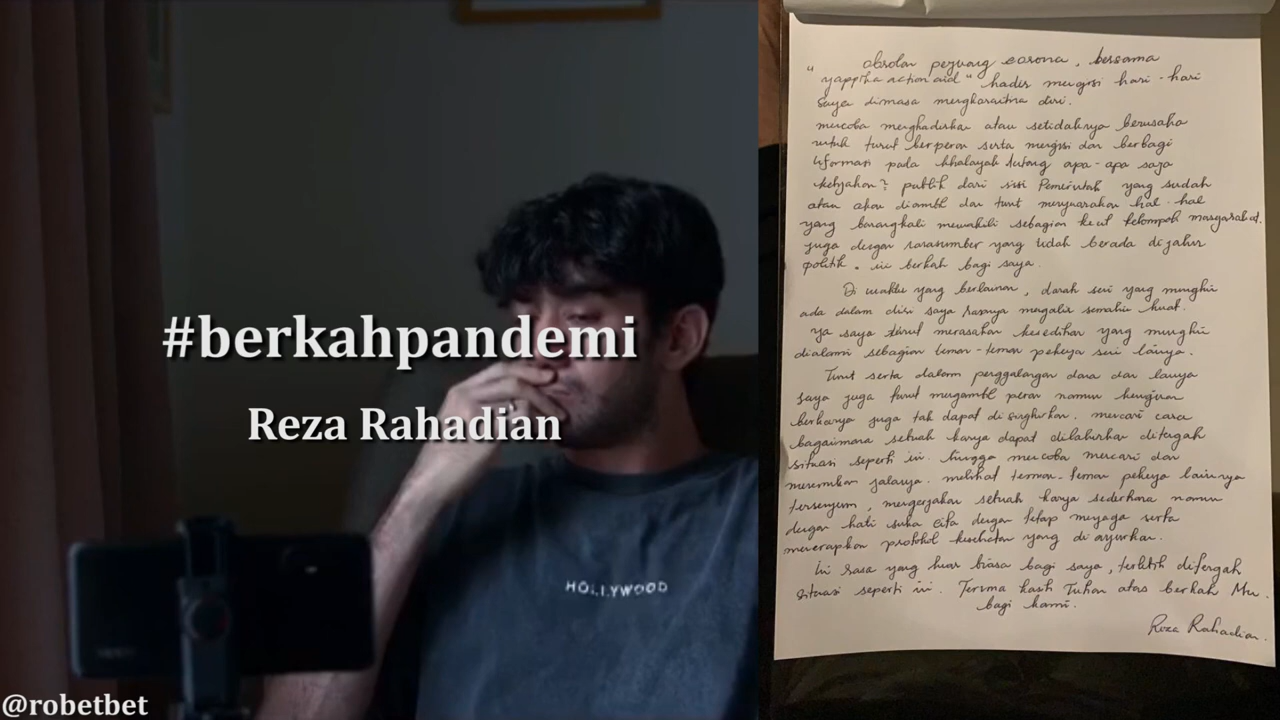 #berkahpandemi
Reza Rahadian
HOLLYWOOD
@robetbet
obrolan pejuang corona, bersama
"yappika action aid" hadir mengisi hari-hari
saya dimasa mengkarantina diri.
mencoba menghadirkan atau setidaknya berusaha
untuk turut berperan serta mengisi dan berbagi
informasi pada khalayak tentang apa-apa saja
kebijakan2 publik dari sisi Pemerintah yang sudah
atau akan diambil dan turut menyuarakan hal-hal
yang barangkali mewakili sebagian kecil kelompok masyarakat.
juga dengan narasumber yang tidak berada di jalur
politik. ini berkah bagi saya.
Di waktu yang berlainan, darah seni yang mungkin
ada dalam diri saya rasanya mengalir semakin kuat.
Ya saya turut merasakan kesedihan yang mungkin
dialami sebagian teman-teman pekerja seni lainya.
Turut serta dalam penggalangan dana dan lainya
saya juga turut mengambil peran namun keinginan
berkarya juga tak dapat di singkirkan. mencari cara
bagaimana sebuah karya dapat dilahirkan ditengah
situasi seperti ini. hingga mencoba mencari dan
menemukan jalanya. melihat teman-teman pekerja lainnya
tersenyum, mengerjakan sebuah karya sederhana namun
dengan hati suka cita dengan tetap menjaga serta
menerapkan protokol kesehatan yang di anjurkan.
Ini rasa yang luar biasa bagi saya, terlebih ditengah
situasi seperti ini. Terima kasih Tuhan atas berkah Mu
bagi kami.
Reza Rahadian.